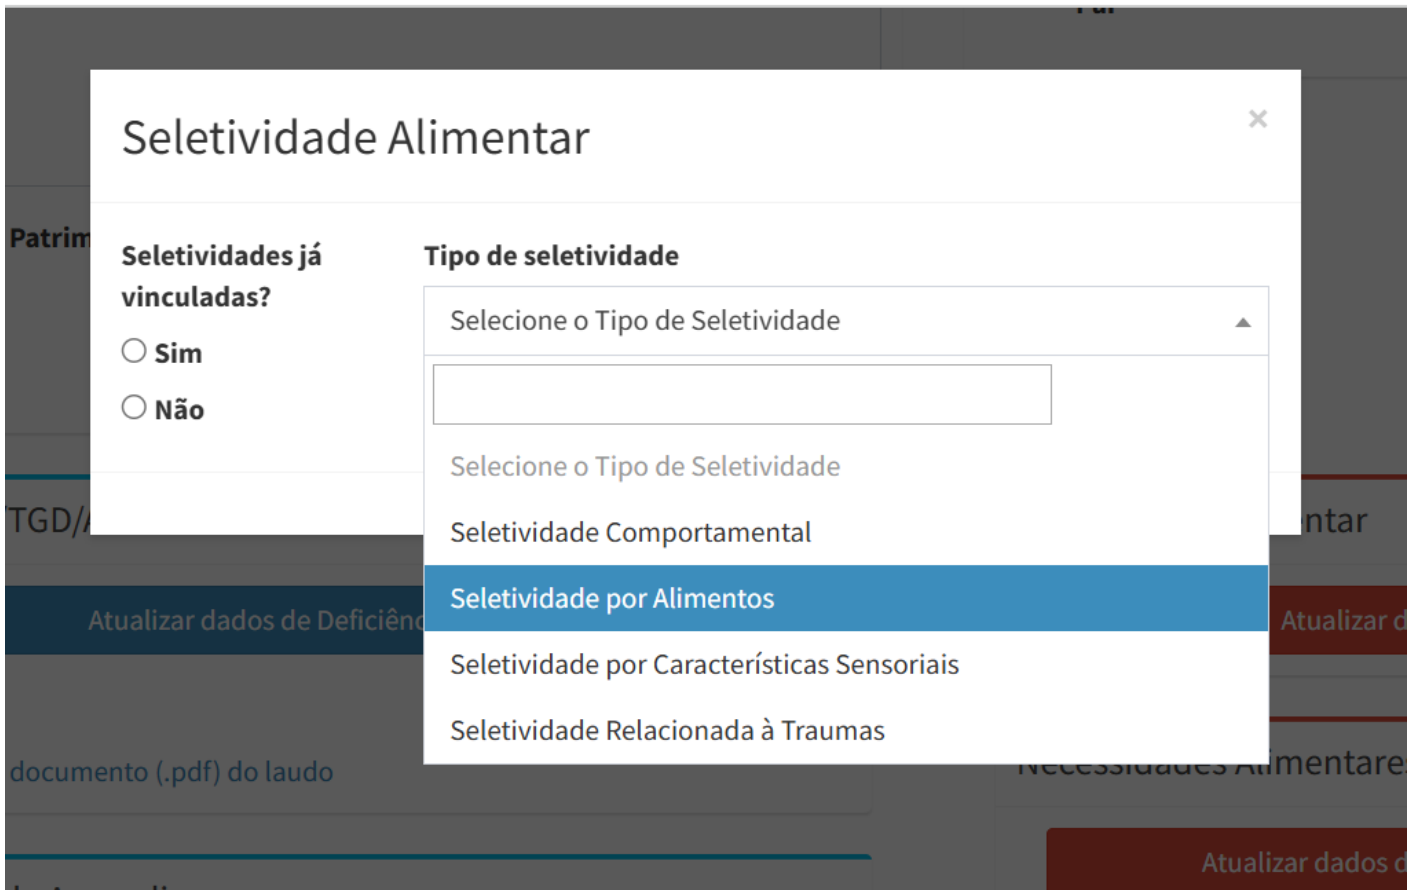 Seletividade Alimentar
×
Patrim
Seletividades já
vinculadas?
Sim
Não
Tipo de seletividade
Selecione o Tipo de Seletividade
Selecione o Tipo de Seletividade
Seletividade Comportamental
Seletividade por Alimentos
Seletividade por Características Sensoriais
Seletividade Relacionada à Traumas
TGD/
ntar
Atualizar dados de Deficiênc
Atualizar d
documento (.pdf) do laudo
Necessidades Alimentares
Atualizar dados d